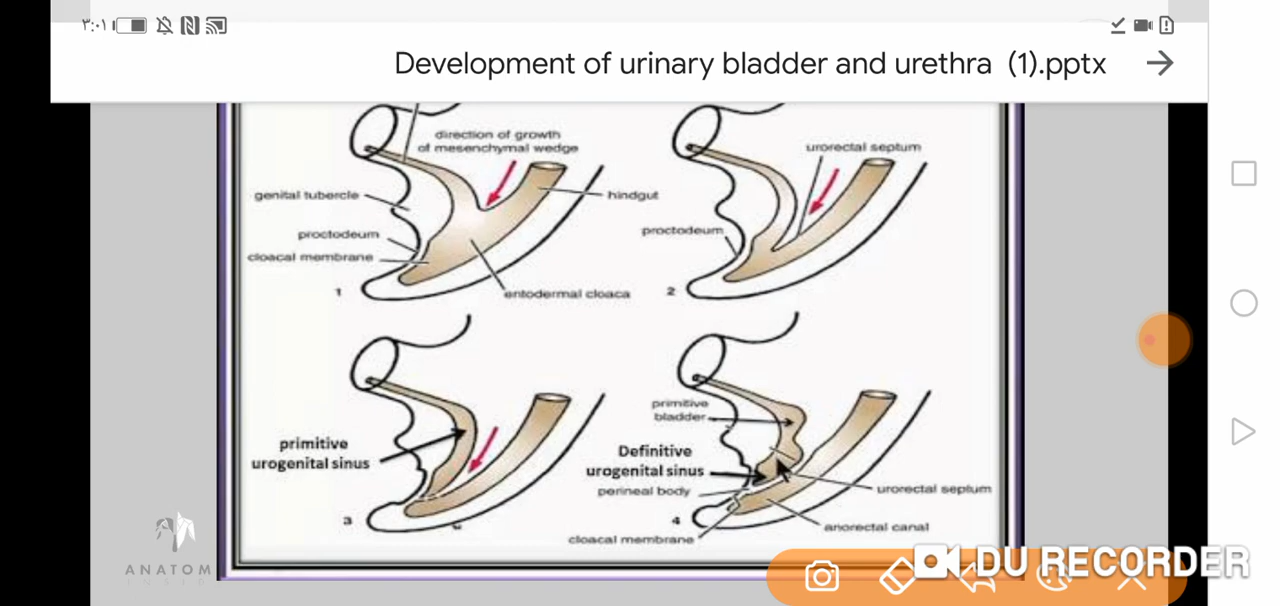 ٣:٠١
Development of urinary bladder and urethra (1).pptx
direction of growth
of mesenchymal wedge
genital tubercle
hindgut
proctodeum
cloacal membrane
1
entodermal cloaca
urorectal septum
proctodeum
2
primitive
urogenital sinus
3
primitive
bladder
Definitive
urogenital sinus
perineal body
urorectal septum
4
anorectal canal
cloacal membrane
ANATOM
DU RECORDER